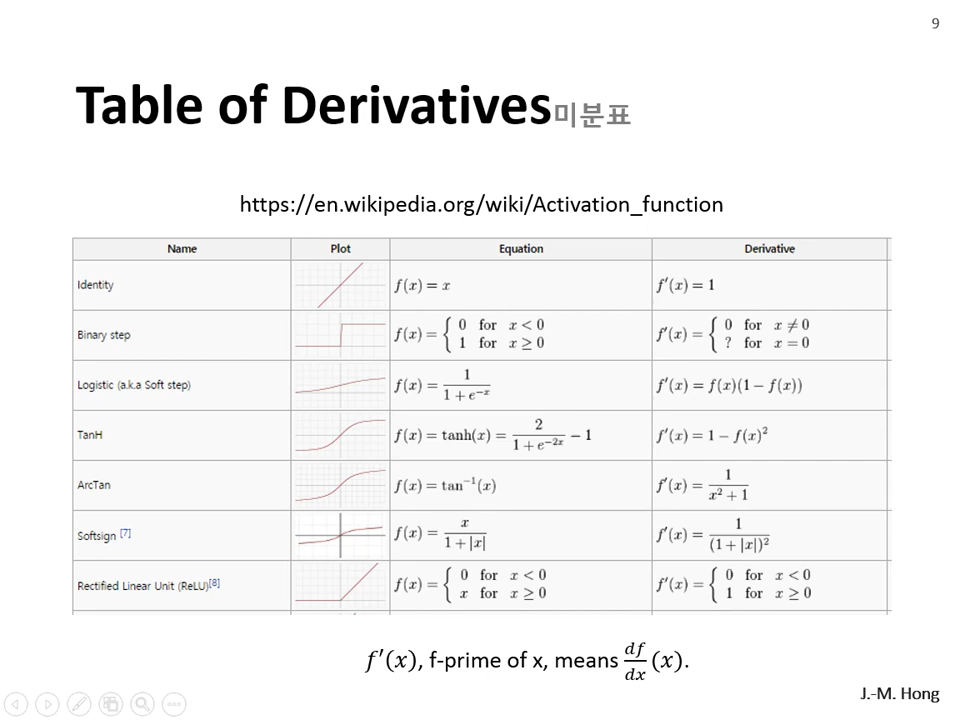 9
Table of Derivatives미분표
https://en.wikipedia.org/wiki/Activation_function
Name Plot Equation Derivative
Identity f(x) = x f′(x) = 1
Binary step f(x) = { 0 for x < 0 1 for x ≥ 0 f′(x) = { 0 for x ≠ 0 ? for x = 0
Logistic (a.k.a Soft step) f(x) = 1/(1 + e^{-x}) f′(x) = f(x)(1 − f(x))
TanH f(x) = tanh(x) = 2/(1 + e^{-2x}) − 1 f′(x) = 1 − f(x)²
ArcTan f(x) = tan⁻¹(x) f′(x) = 1/(x² + 1)
Softsign [7] f(x) = x/(1 + |x|) f′(x) = 1/(1 + |x|)²
Rectified Linear Unit (ReLU)[8] f(x) = { 0 for x < 0 x for x ≥ 0 f′(x) = { 0 for x < 0 1 for x ≥ 0
f′(x), f-prime of x, means df/dx (x).
J.-M. Hong